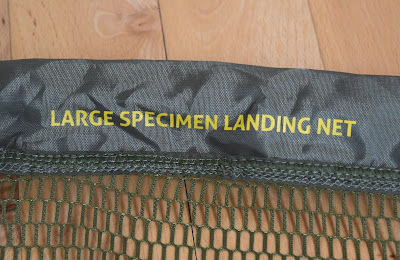 LARGE SPECIMEN LANDING NET